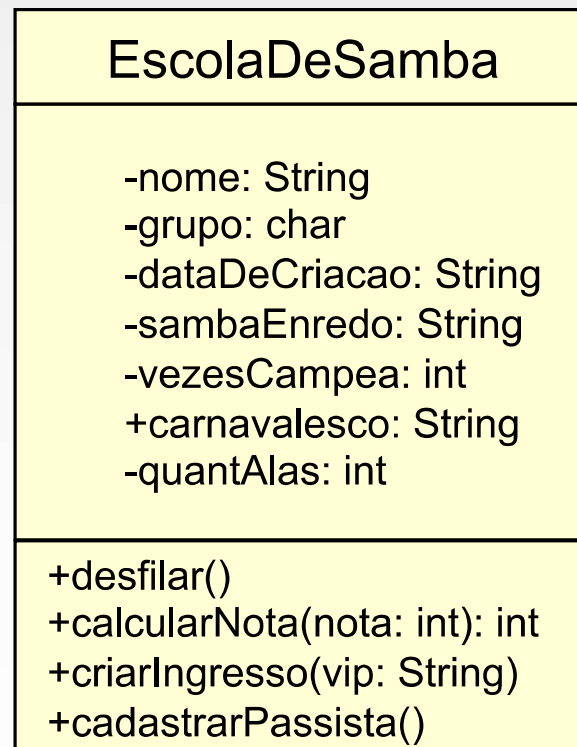 EscolaDeSamba
-nome: String
-grupo: char
-dataDeCriacao: String
-sambaEnredo: String
-vezesCampea: int
+carnavalesco: String
-quantAlas: int
+desfilar()
+calcularNota(nota: int): int
+criarIngresso(vip: String)
+cadastrarPassista()